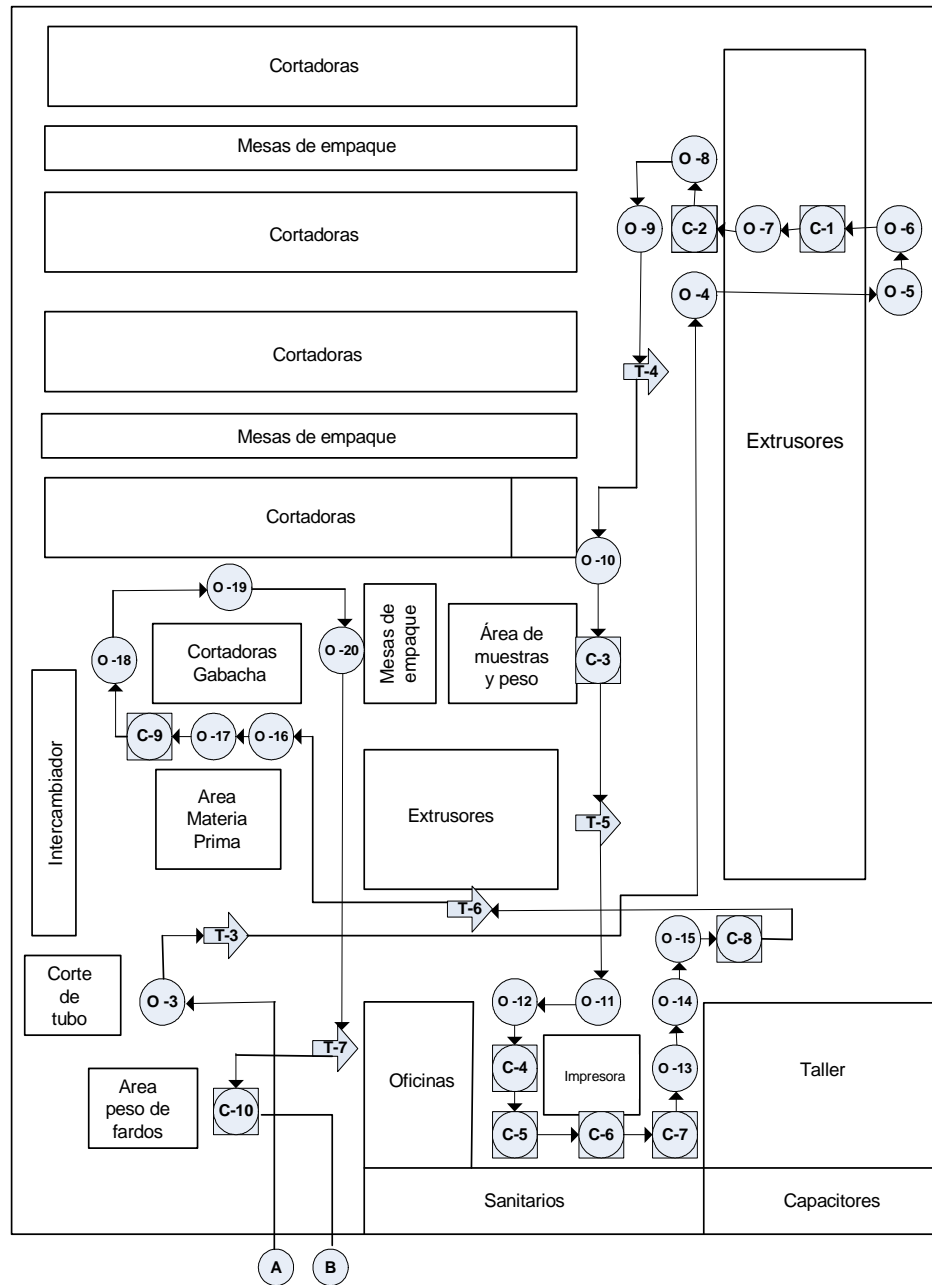 Cortadoras
Mesas de empaque
O -8
Cortadoras
O -9
C-2
O -7
C-1
O -6
O -4
O -5
Cortadoras
T-4
Mesas de empaque
Extrusores
Cortadoras
O -10
O -19
O -18
Cortadoras
Gabacha
O -20
Mesas de
empaque
Área de
muestras
y peso
C-3
Intercambiador
C-9
O -17
O -16
Area
Materia
Prima
Extrusores
T-5
T-6
T-3
O -15
C-8
Corte
de
tubo
O -3
O -12
O -11
O -14
T-7
Oficinas
C-4
Impresora
O -13
Taller
Area
peso de
fardos
C-10
C-5
C-6
C-7
Sanitarios
Capacitores
A
B